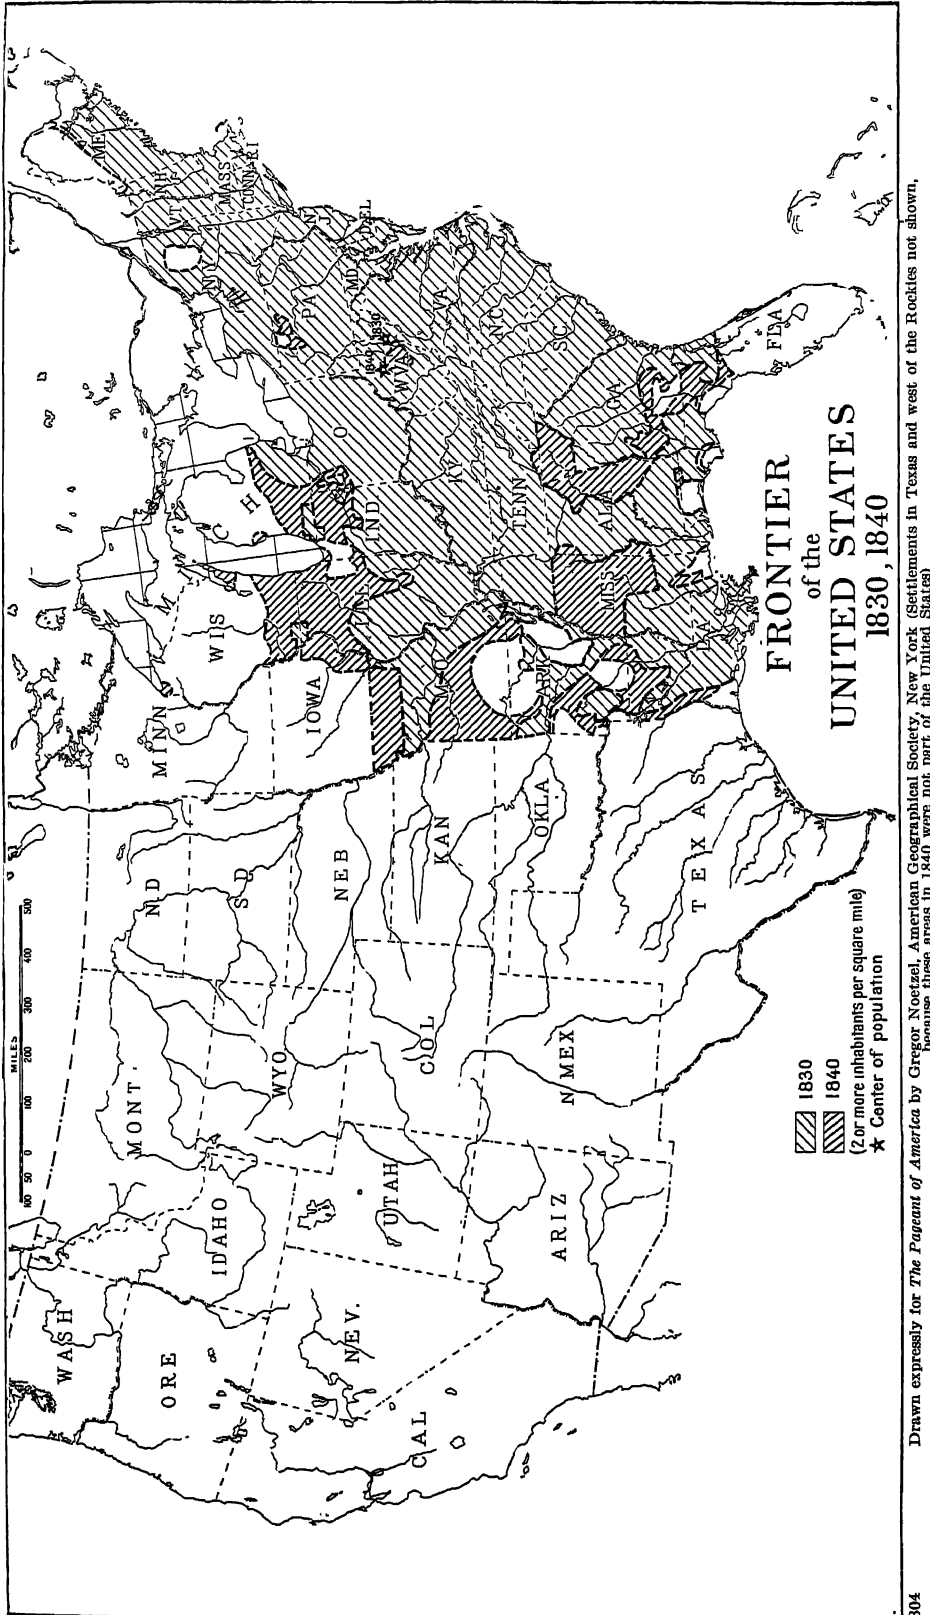 MILES
100 50 0 100 200 300 400 500
WASH
ORE
CAL
NEV.
IDAHO
MONT.
WYO
UTAH
ARIZ
COL
N MEX
N D
S D
NEB
KAN
OKLA
TEXAS
MINN
IOWA
WIS
MICH
ILL
IND
O
MO
ARK
LA
MISS
ALA
TENN
KY
GA
FLA
S C
N C
VA
W VA
1840
1830
MD
DEL
PA
N J
N Y
VT
NH
ME
MASS
CONN
RI
FRONTIER
of the
UNITED STATES
1830, 1840
1830
1840
(2 or more inhabitants per square mile)
★ Center of population
304
Drawn expressly for The Pageant of America by Gregor Noetzel, American Geographical Society, New York (Settlements in Texas and west of the Rockies not shown,
because these areas in 1840 were not part of the United States)